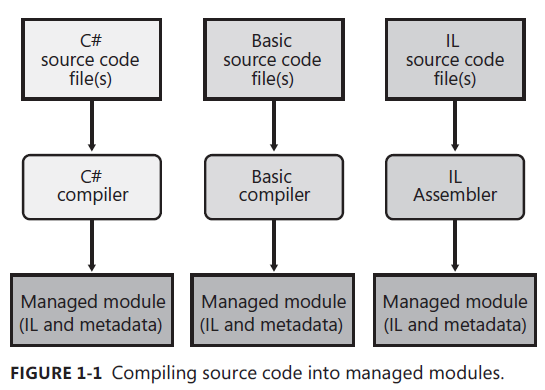 C#
source code
file(s)
Basic
source code
file(s)
IL
source code
file(s)
C#
compiler
Basic
compiler
IL
Assembler
Managed module
(IL and metadata)
Managed module
(IL and metadata)
Managed module
(IL and metadata)
FIGURE 1-1 Compiling source code into managed modules.